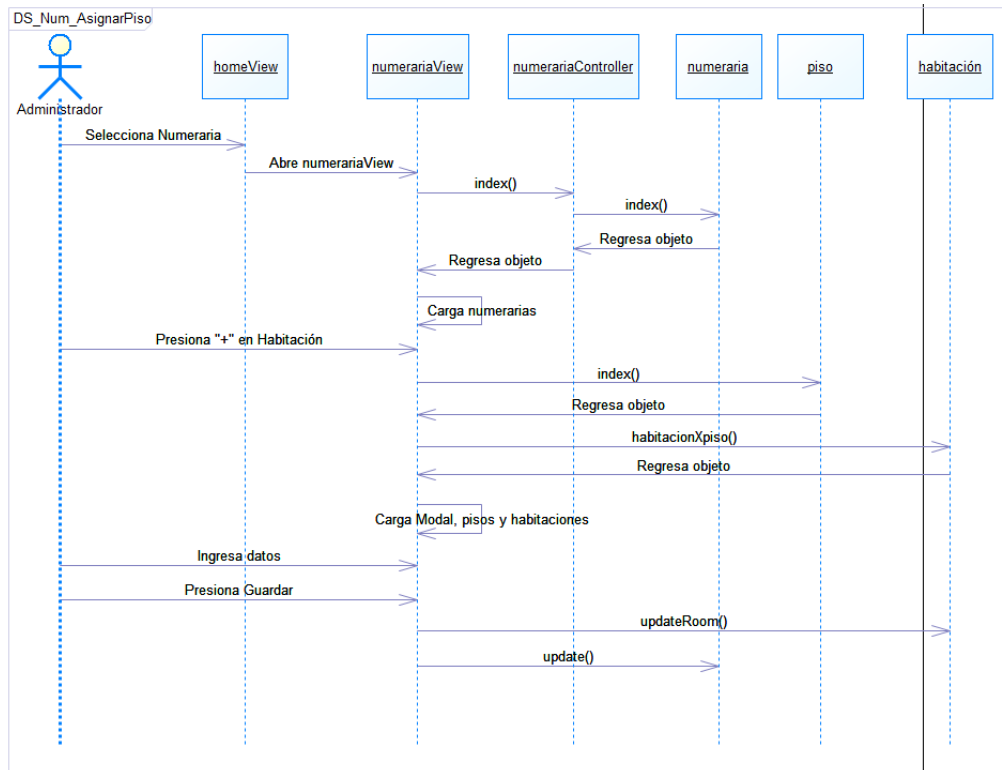 DS_Num_AsignarPiso
homeView
numerariaView
numerariaController
numeraria
piso
habitación
Administrador
Selecciona Numeraria
Abre numerariaView
index()
index()
Regresa objeto
Regresa objeto
Carga numerarias
Presiona "+" en Habitación
index()
Regresa objeto
habitacionXpiso()
Regresa objeto
Carga Modal, pisos y habitaciones
Ingresa datos
Presiona Guardar
updateRoom()
update()